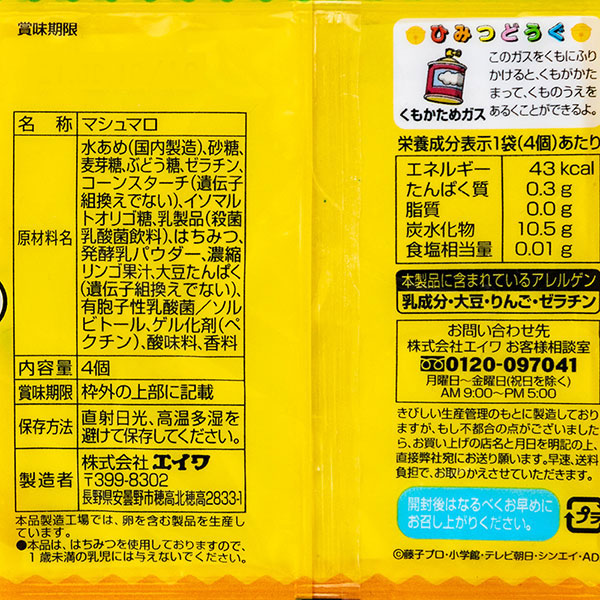 賞味期限
名 称 マシュマロ
原材料名
水あめ(国内製造)、砂糖、
麦芽糖、ぶどう糖、ゼラチン、
コーンスターチ(遺伝子
組換えでない)、イソマル
トオリゴ糖、乳製品(殺菌
乳酸菌飲料)、はちみつ、
発酵乳パウダー、濃縮
リンゴ果汁、大豆たんぱく
(遺伝子組換えでない)、
有胞子性乳酸菌／ソル
ビトール、ゲル化剤(ペ
クチン)、酸味料、香料
内容量 4個
賞味期限 枠外の上部に記載
保存方法
直射日光、高温多湿を
避けて保存してください。
製造者
株式会社 エイワ
〒399-8302
長野県安曇野市穂高北穂高2833-1
本品製造工場では、卵を含む製品を生産し
ています。
●本品は、はちみつを使用しておりますので、
1歳未満の乳児には与えないでください。
ひみつどうぐ
くもかためガス
このガスをくもにふり
かけると、くもがかた
まって、くものうえを
あるくことができるよ。
栄養成分表示1袋(4個)あたり
エネルギー 43 kcal
たんぱく質 0.3 g
脂質 0.0 g
炭水化物 10.5 g
食塩相当量 0.01 g
本製品に含まれているアレルゲン
乳成分・大豆・りんご・ゼラチン
お問い合わせ先
株式会社エイワ お客様相談室
0120-097041
月曜日〜金曜日(祝日を除く)
AM 9:00〜PM 5:00
きびしい生産管理のもとに製造しており
ますが、もし不都合の点がございました
ら、お買い上げの店名と月日を明記の上、
直接弊社宛にお送り願います。早速、送料
負担で、お取りかえさせていただきます。
開封後はなるべくお早めに
お召し上がりください。
プラ
©藤子プロ・小学館・テレビ朝日・シンエイ・AD